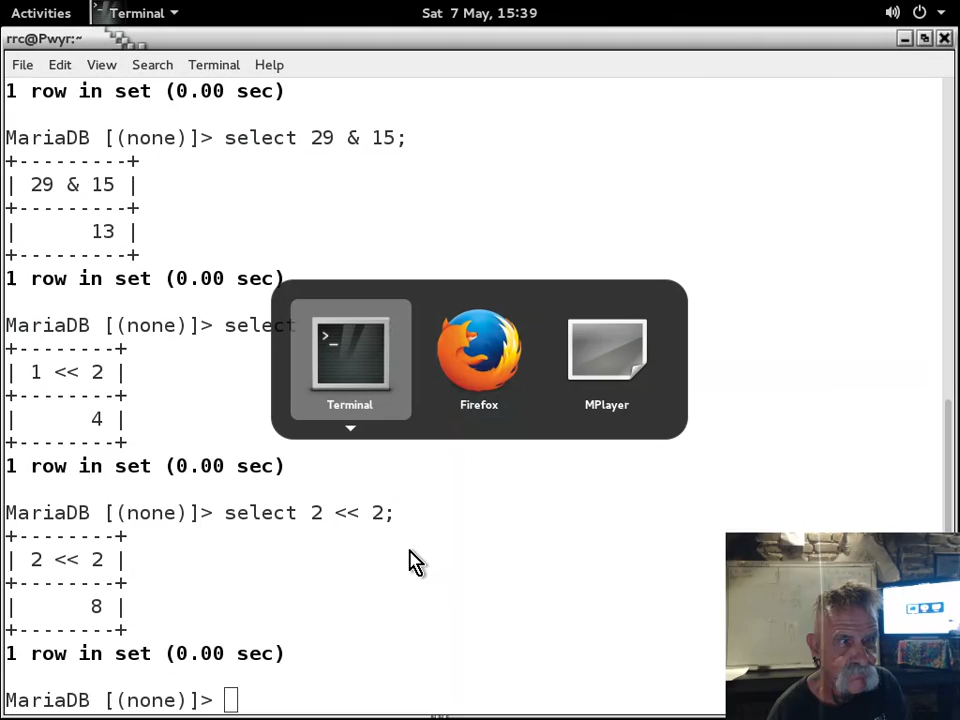 Activities Terminal Sat 7 May, 15:39
rrc@Pwyr:~
File Edit View Search Terminal Help
1 row in set (0.00 sec)
MariaDB [(none)]> select 29 & 15;
+---------+
| 29 & 15 |
+---------+
| 13 |
+---------+
1 row in set (0.00 sec)
MariaDB [(none)]> select
+--------+
| 1 << 2 |
+--------+
| 4 |
+--------+
1 row in set (0.00 sec)
Terminal Firefox MPlayer
MariaDB [(none)]> select 2 << 2;
+--------+
| 2 << 2 |
+--------+
| 8 |
+--------+
1 row in set (0.00 sec)
MariaDB [(none)]>